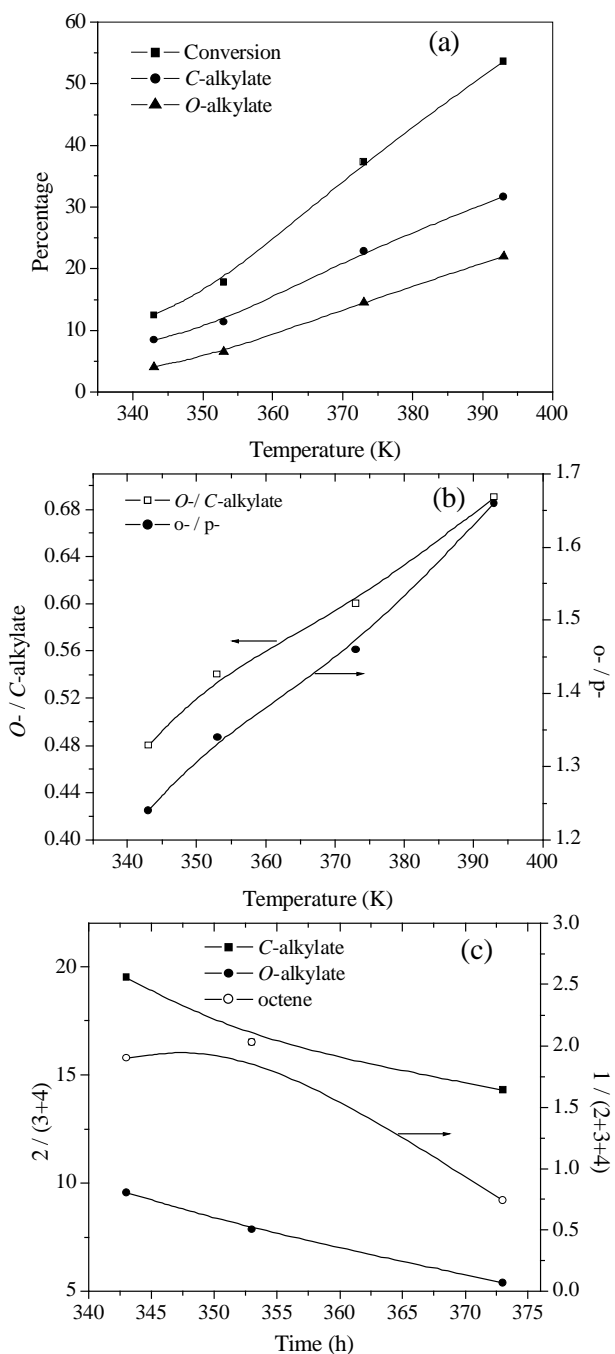 (a)
Conversion
C-alkylate
O-alkylate
Percentage
60
50
40
30
20
10
0
340 350 360 370 380 390 400
Temperature (K)
(b)
O-/ C-alkylate
o- / p-
O- / C-alkylate
0.68
0.60
0.56
0.52
0.48
0.44
0.40
1.7
1.6
1.5
1.4
1.3
1.2
o- / p-
340 350 360 370 380 390 400
Temperature (K)
(c)
C-alkylate
O-alkylate
octene
2 / (3+4)
20
15
10
5
3.0
2.5
2.0
1.5
1.0
0.5
0.0
1 / (2+3+4)
340 345 350 355 360 365 370 375
Time (h)